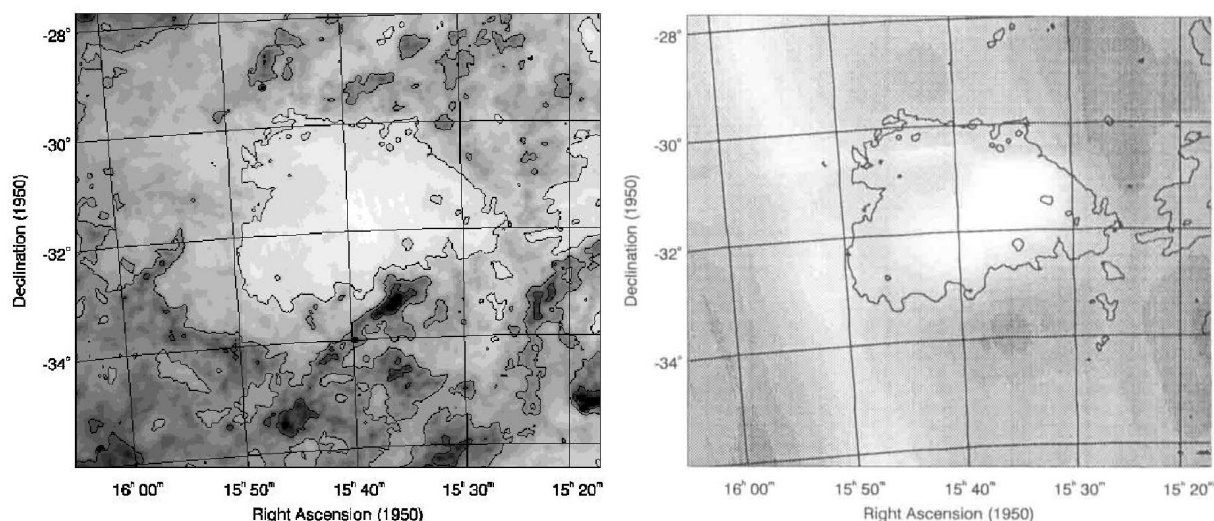 -28°
-30°
-32°
-34°
Declination (1950)
16ʰ 00ᵐ 15ʰ 50ᵐ 15ʰ 40ᵐ 15ʰ 30ᵐ 15ʰ 20ᵐ
Right Ascension (1950)
-28°
-30°
-32°
-34°
Declination (1950)
16ʰ 00ᵐ 15ʰ 50ᵐ 15ʰ 40ᵐ 15ʰ 30ᵐ 15ʰ 20ᵐ
Right Ascension (1950)